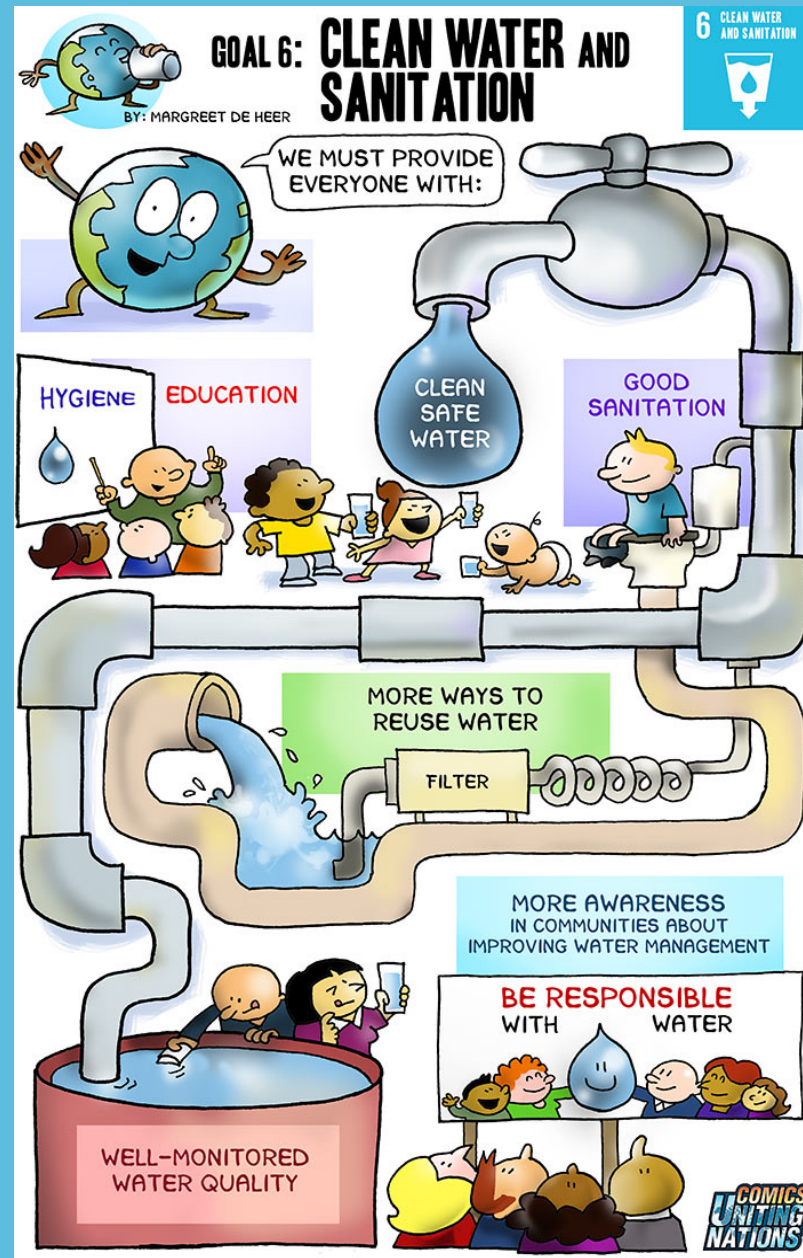 GOAL 6: CLEAN WATER AND
SANITATION
BY: MARGREET DE HEER
6 CLEAN WATER
AND SANITATION
WE MUST PROVIDE
EVERYONE WITH:
HYGIENE EDUCATION
CLEAN
SAFE
WATER
GOOD
SANITATION
MORE WAYS TO
REUSE WATER
FILTER
MORE AWARENESS
IN COMMUNITIES ABOUT
IMPROVING WATER MANAGEMENT
BE RESPONSIBLE
WITH WATER
WELL-MONITORED
WATER QUALITY
COMICS
UNITING
NATIONS